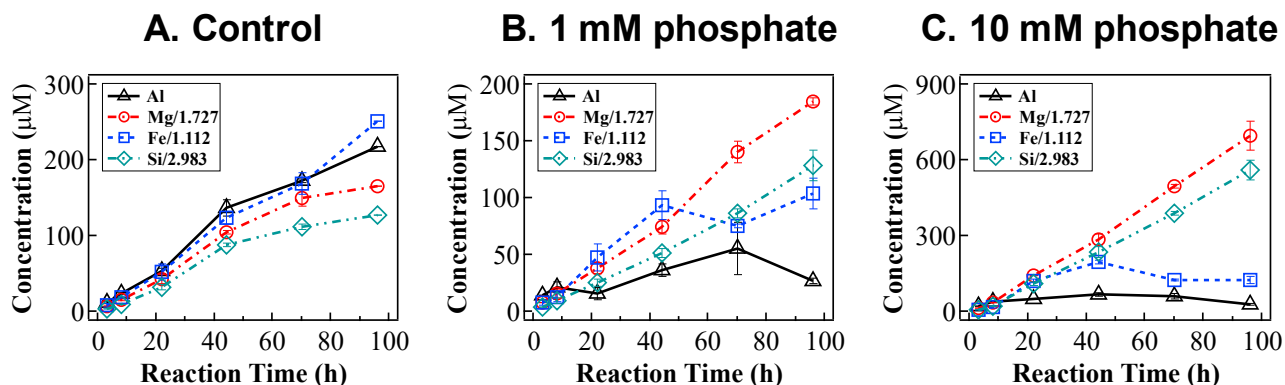 A. Control
B. 1 mM phosphate
C. 10 mM phosphate
Concentration (µM)
300
200
100
0
Al
Mg/1.727
Fe/1.112
Si/2.983
0 20 40 60 80 100
Reaction Time (h)
Concentration (µM)
200
150
100
50
0
Al
Mg/1.727
Fe/1.112
Si/2.983
0 20 40 60 80 100
Reaction Time (h)
Concentration (µM)
900
600
300
0
Al
Mg/1.727
Fe/1.112
Si/2.983
0 20 40 60 80 100
Reaction Time (h)